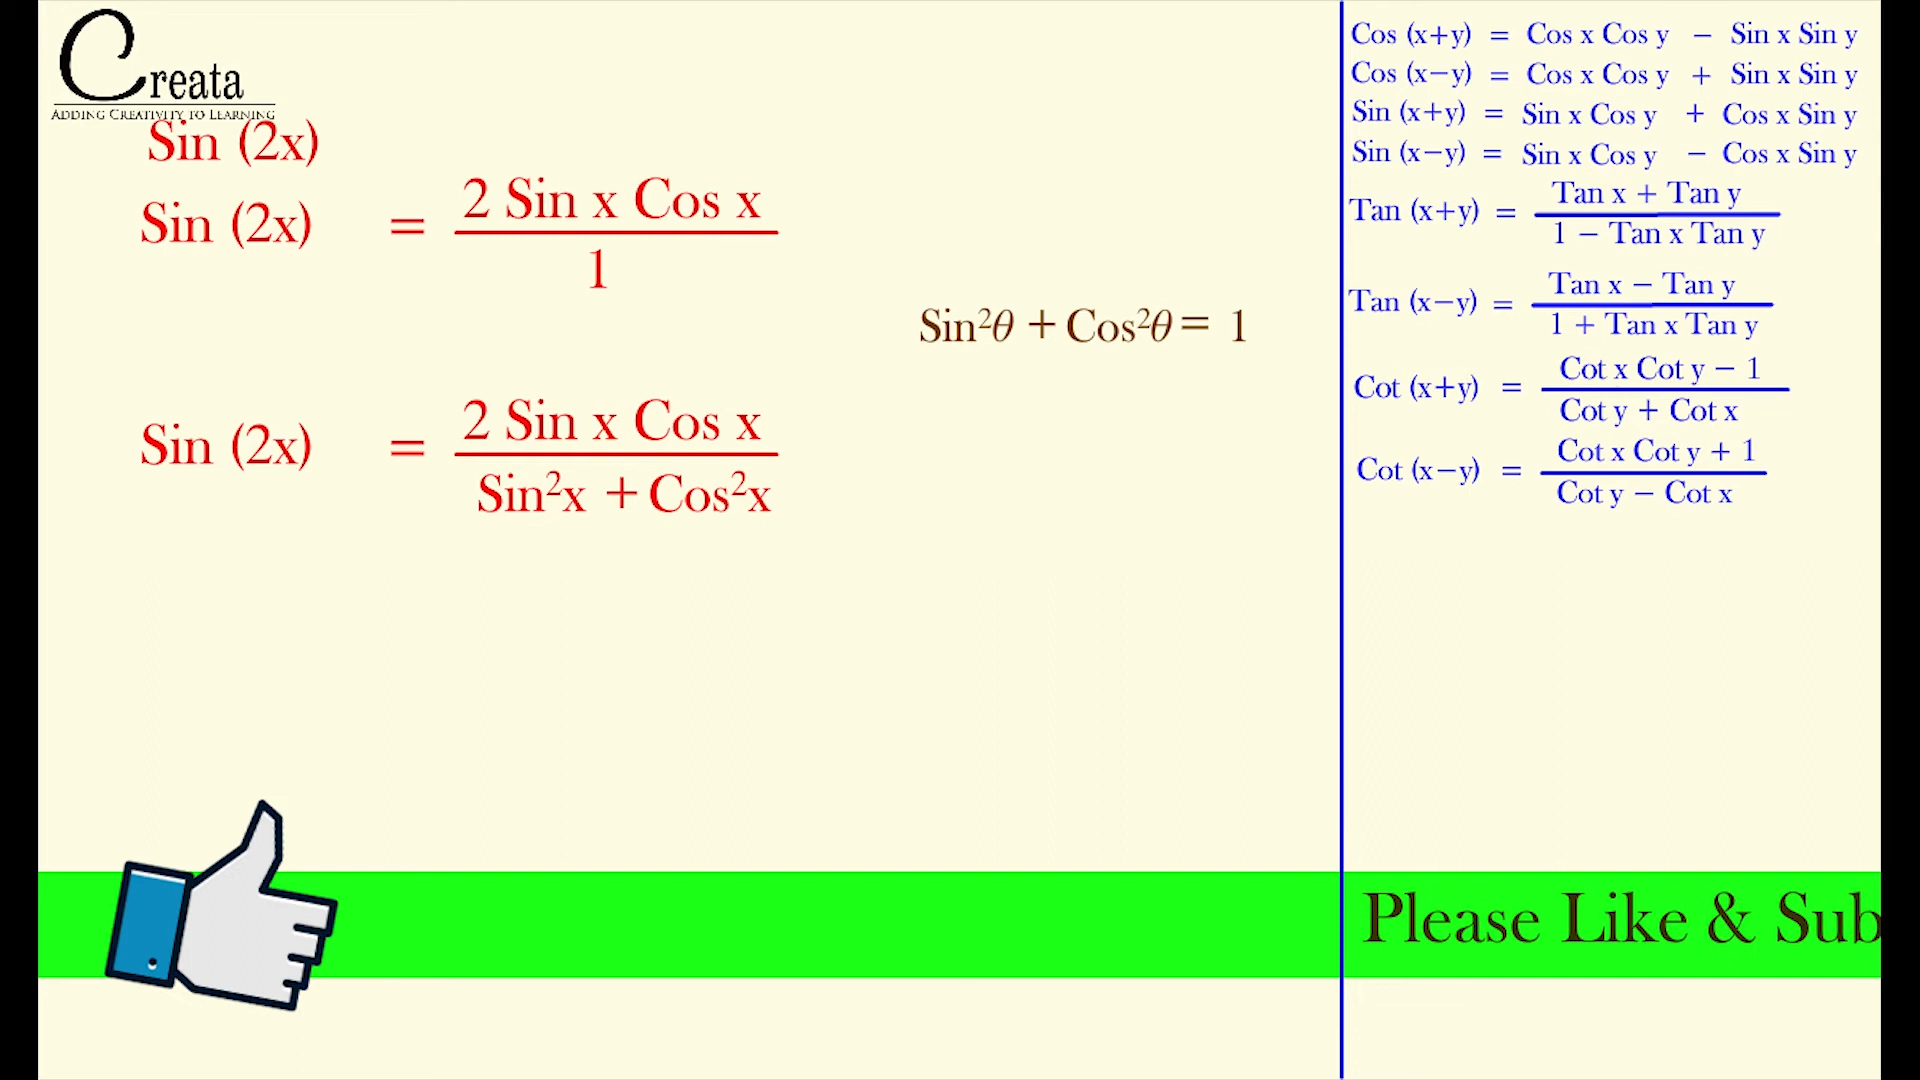 Creata
ADDING CREATIVITY TO LEARNING
Sin (2x)
Sin (2x) = 2 Sin x Cos x / 1
Sin²θ + Cos²θ = 1
Sin (2x) = 2 Sin x Cos x / Sin²x + Cos²x
Cos (x+y) = Cos x Cos y − Sin x Sin y
Cos (x−y) = Cos x Cos y + Sin x Sin y
Sin (x+y) = Sin x Cos y + Cos x Sin y
Sin (x−y) = Sin x Cos y − Cos x Sin y
Tan (x+y) = Tan x + Tan y / 1 − Tan x Tan y
Tan (x−y) = Tan x − Tan y / 1 + Tan x Tan y
Cot (x+y) = Cot x Cot y − 1 / Cot y + Cot x
Cot (x−y) = Cot x Cot y + 1 / Cot y − Cot x
Please Like & Sub